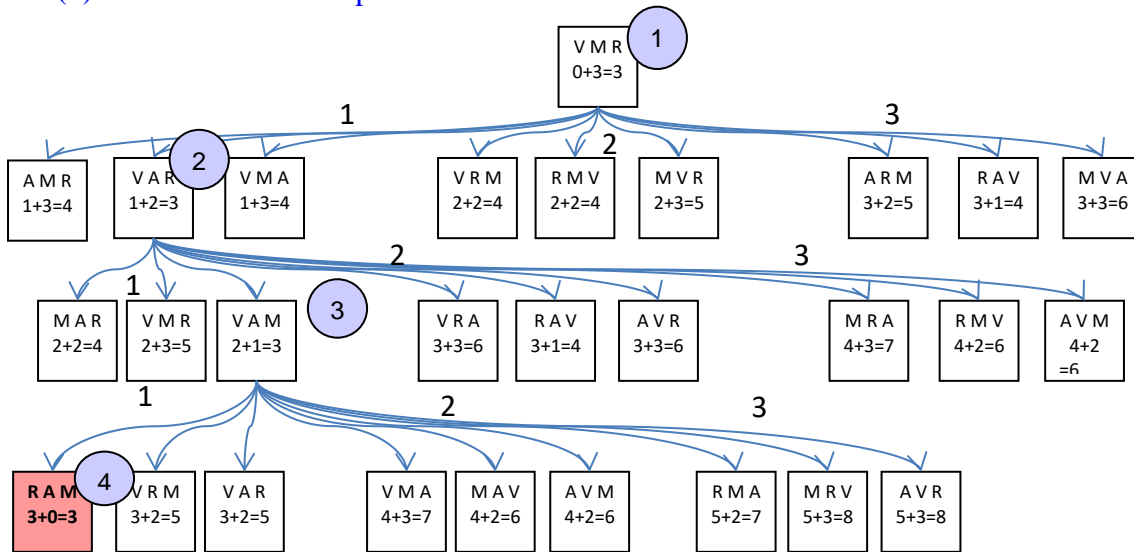 V M R
0+3=3
1
1
2
3
A M R
1+3=4
V A R
1+2=3
2
V M A
1+3=4
V R M
2+2=4
R M V
2+2=4
M V R
2+3=5
A R M
3+2=5
R A V
3+1=4
M V A
3+3=6
1
2
3
M A R
2+2=4
V M R
2+3=5
V A M
2+1=3
3
V R A
3+3=6
R A V
3+1=4
A V R
3+3=6
M R A
4+3=7
R M V
4+2=6
A V M
4+2
=6
1
2
3
R A M
3+0=3
4
V R M
3+2=5
V A R
3+2=5
V M A
4+3=7
M A V
4+2=6
A V M
4+2=6
R M A
5+2=7
M R V
5+3=8
A V R
5+3=8